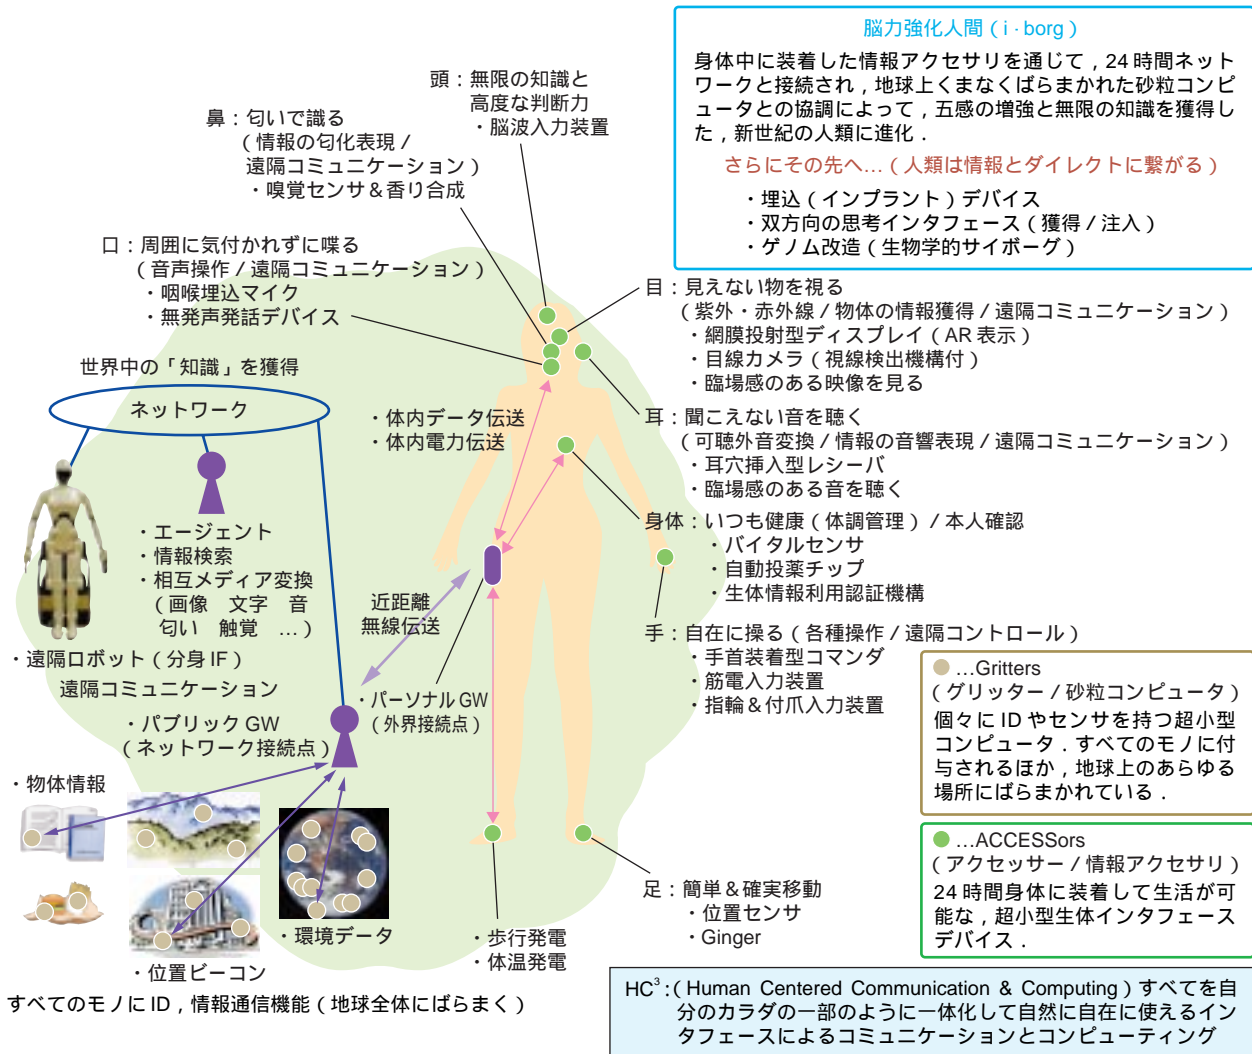 脳力強化人間（i・borg）
身体中に装着した情報アクセサリを通じて，24時間ネット
ワークと接続され，地球上くまなくばらまかれた砂粒コンピ
ュータとの協調によって，五感の増強と無限の知識を獲得し
た，新世紀の人類に進化．
さらにその先へ…（人類は情報とダイレクトに繋がる）
・埋込（インプラント）デバイス
・双方向の思考インタフェース（獲得/注入）
・ゲノム改造（生物学的サイボーグ）
頭：無限の知識と
高度な判断力
・脳波入力装置
鼻：匂いで識る
（情報の匂化表現/
遠隔コミュニケーション）
・嗅覚センサ＆香り合成
口：周囲に気付かれずに喋る
（音声操作/遠隔コミュニケーション）
・咽喉埋込マイク
・無発声発話デバイス
目：見えない物を視る
（紫外・赤外線/物体の情報獲得/遠隔コミュニケーション）
・網膜投射型ディスプレイ（AR表示）
・目線カメラ（視線検出機構付）
・臨場感のある映像を見る
世界中の「知識」を獲得
ネットワーク
・体内データ伝送
・体内電力伝送
耳：聞こえない音を聴く
（可聴外音変換/情報の音響表現/遠隔コミュニケーション）
・耳穴挿入型レシーバ
・臨場感のある音を聴く
身体：いつも健康（体調管理）/本人確認
・バイタルセンサ
・自動投薬チップ
・生体情報利用認証機構
・エージェント
・情報検索
・相互メディア変換
（画像　文字　音
匂い　触覚　…）
近距離
無線伝送
手：自在に操る（各種操作/遠隔コントロール）
・手首装着型コマンダ
・筋電入力装置
・指輪＆付爪入力装置
・遠隔ロボット（分身IF）
遠隔コミュニケーション
・パーソナルGW
（外界接続点）
・パブリックGW
（ネットワーク接続点）
…Gritters
（グリッター/砂粒コンピュータ）
個々にIDやセンサを持つ超小型
コンピュータ．すべてのモノに付
与されるほか，地球上のあらゆる
場所にばらまかれている．
・物体情報
…ACCESSors
（アクセッサー/情報アクセサリ）
24時間身体に装着して生活が可
能な，超小型生体インタフェース
デバイス．
足：簡単＆確実移動
・位置センサ
・Ginger
・環境データ
・歩行発電
・体温発電
・位置ビーコン
すべてのモノにID，情報通信機能（地球全体にばらまく）
HC³：（Human Centered Communication & Computing）すべてを自
分のカラダの一部のように一体化して自然に自在に使えるイン
タフェースによるコミュニケーションとコンピューティング